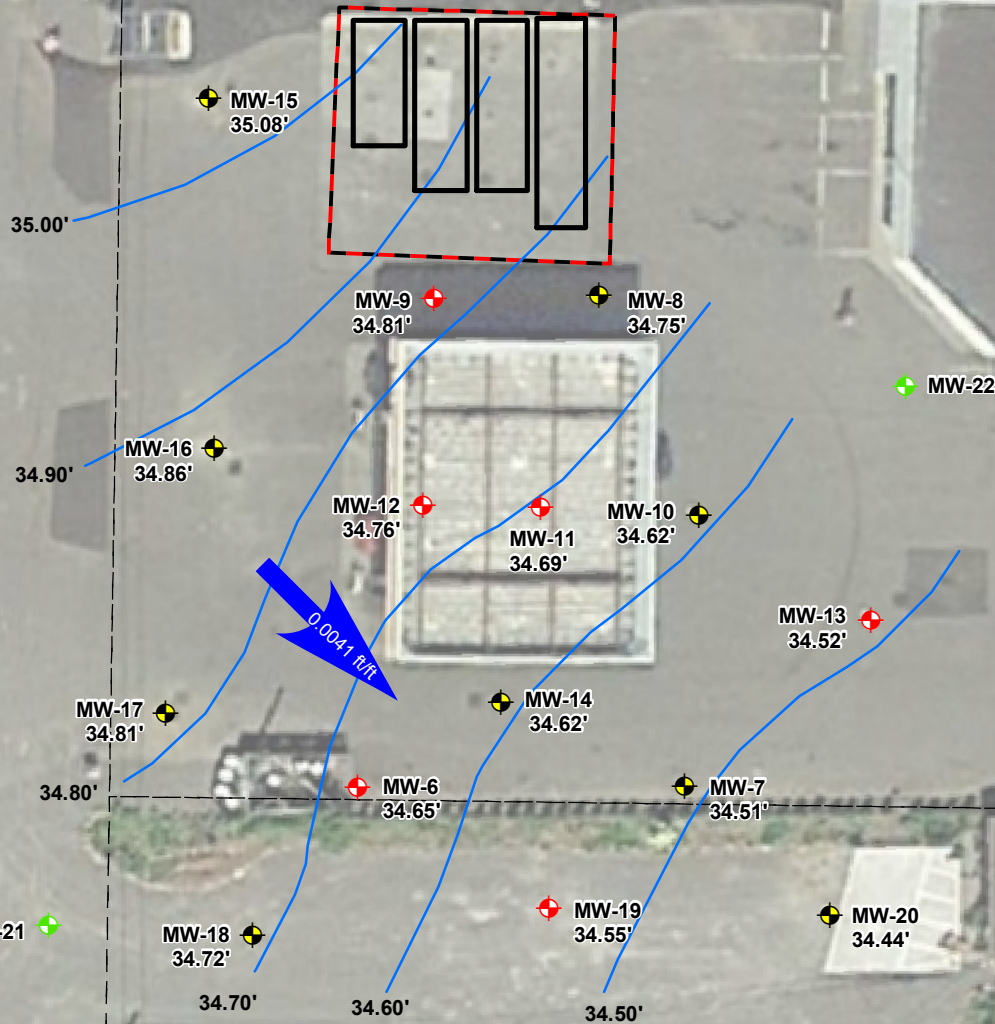 MW-15
35.08'
35.00'
MW-9
34.81'
MW-8
34.75'
MW-22
MW-16
34.86'
34.90'
MW-12
34.76'
MW-11
34.69'
MW-10
34.62'
MW-13
34.52'
0.0041 ft/ft
MW-17
34.81'
MW-14
34.62'
34.80'
MW-6
34.65'
MW-7
34.51'
-21
MW-18
34.72'
MW-19
34.55'
MW-20
34.44'
34.70'
34.60'
34.50'